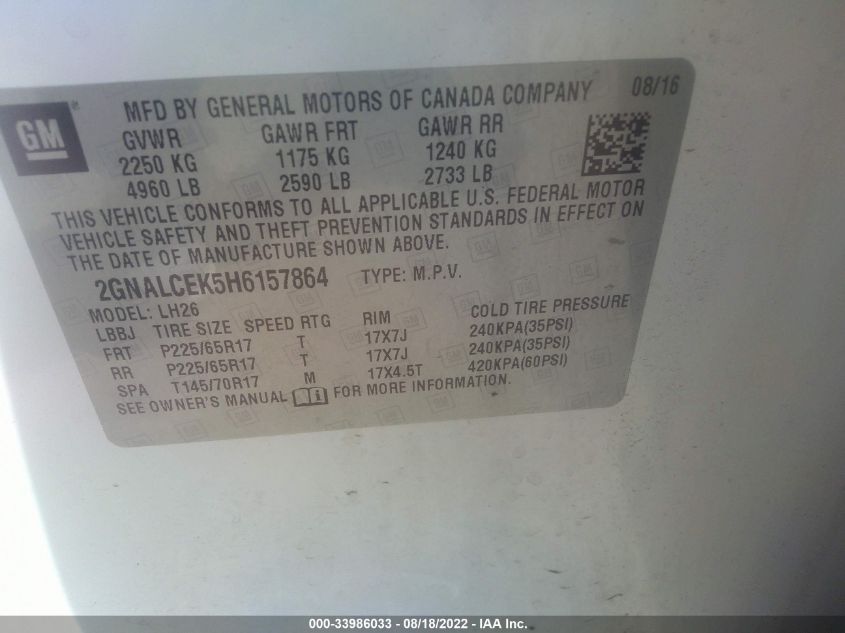 GM
MFD BY GENERAL MOTORS OF CANADA COMPANY 08/16
GVWR GAWR FRT GAWR RR
2250 KG 1175 KG 1240 KG
4960 LB 2590 LB 2733 LB
THIS VEHICLE CONFORMS TO ALL APPLICABLE U.S. FEDERAL MOTOR
VEHICLE SAFETY AND THEFT PREVENTION STANDARDS IN EFFECT ON
THE DATE OF MANUFACTURE SHOWN ABOVE.
2GNALCEK5H6157864 TYPE: M.P.V.
MODEL: LH26
LBBJ TIRE SIZE SPEED RTG RIM COLD TIRE PRESSURE
FRT P225/65R17 T 17X7J 240KPA(35PSI)
RR P225/65R17 T 17X7J 240KPA(35PSI)
SPA T145/70R17 M 17X4.5T 420KPA(60PSI)
SEE OWNER'S MANUAL i FOR MORE INFORMATION.
000-33986033 - 08/18/2022 - IAA Inc.